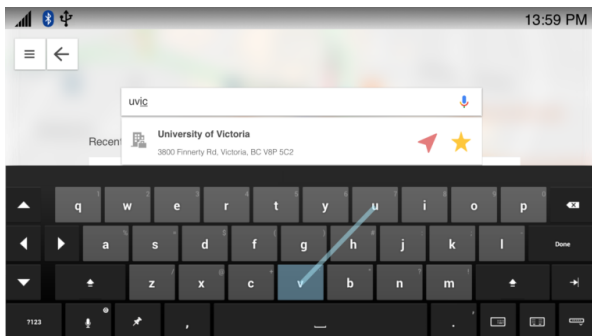 13:59 PM
uvic
Recent
University of Victoria
3800 Finnerty Rd, Victoria, BC V8P 5C2
q w e r t y u i o p
a s d f g h j k l Done
z x c v b n m
?123 , .